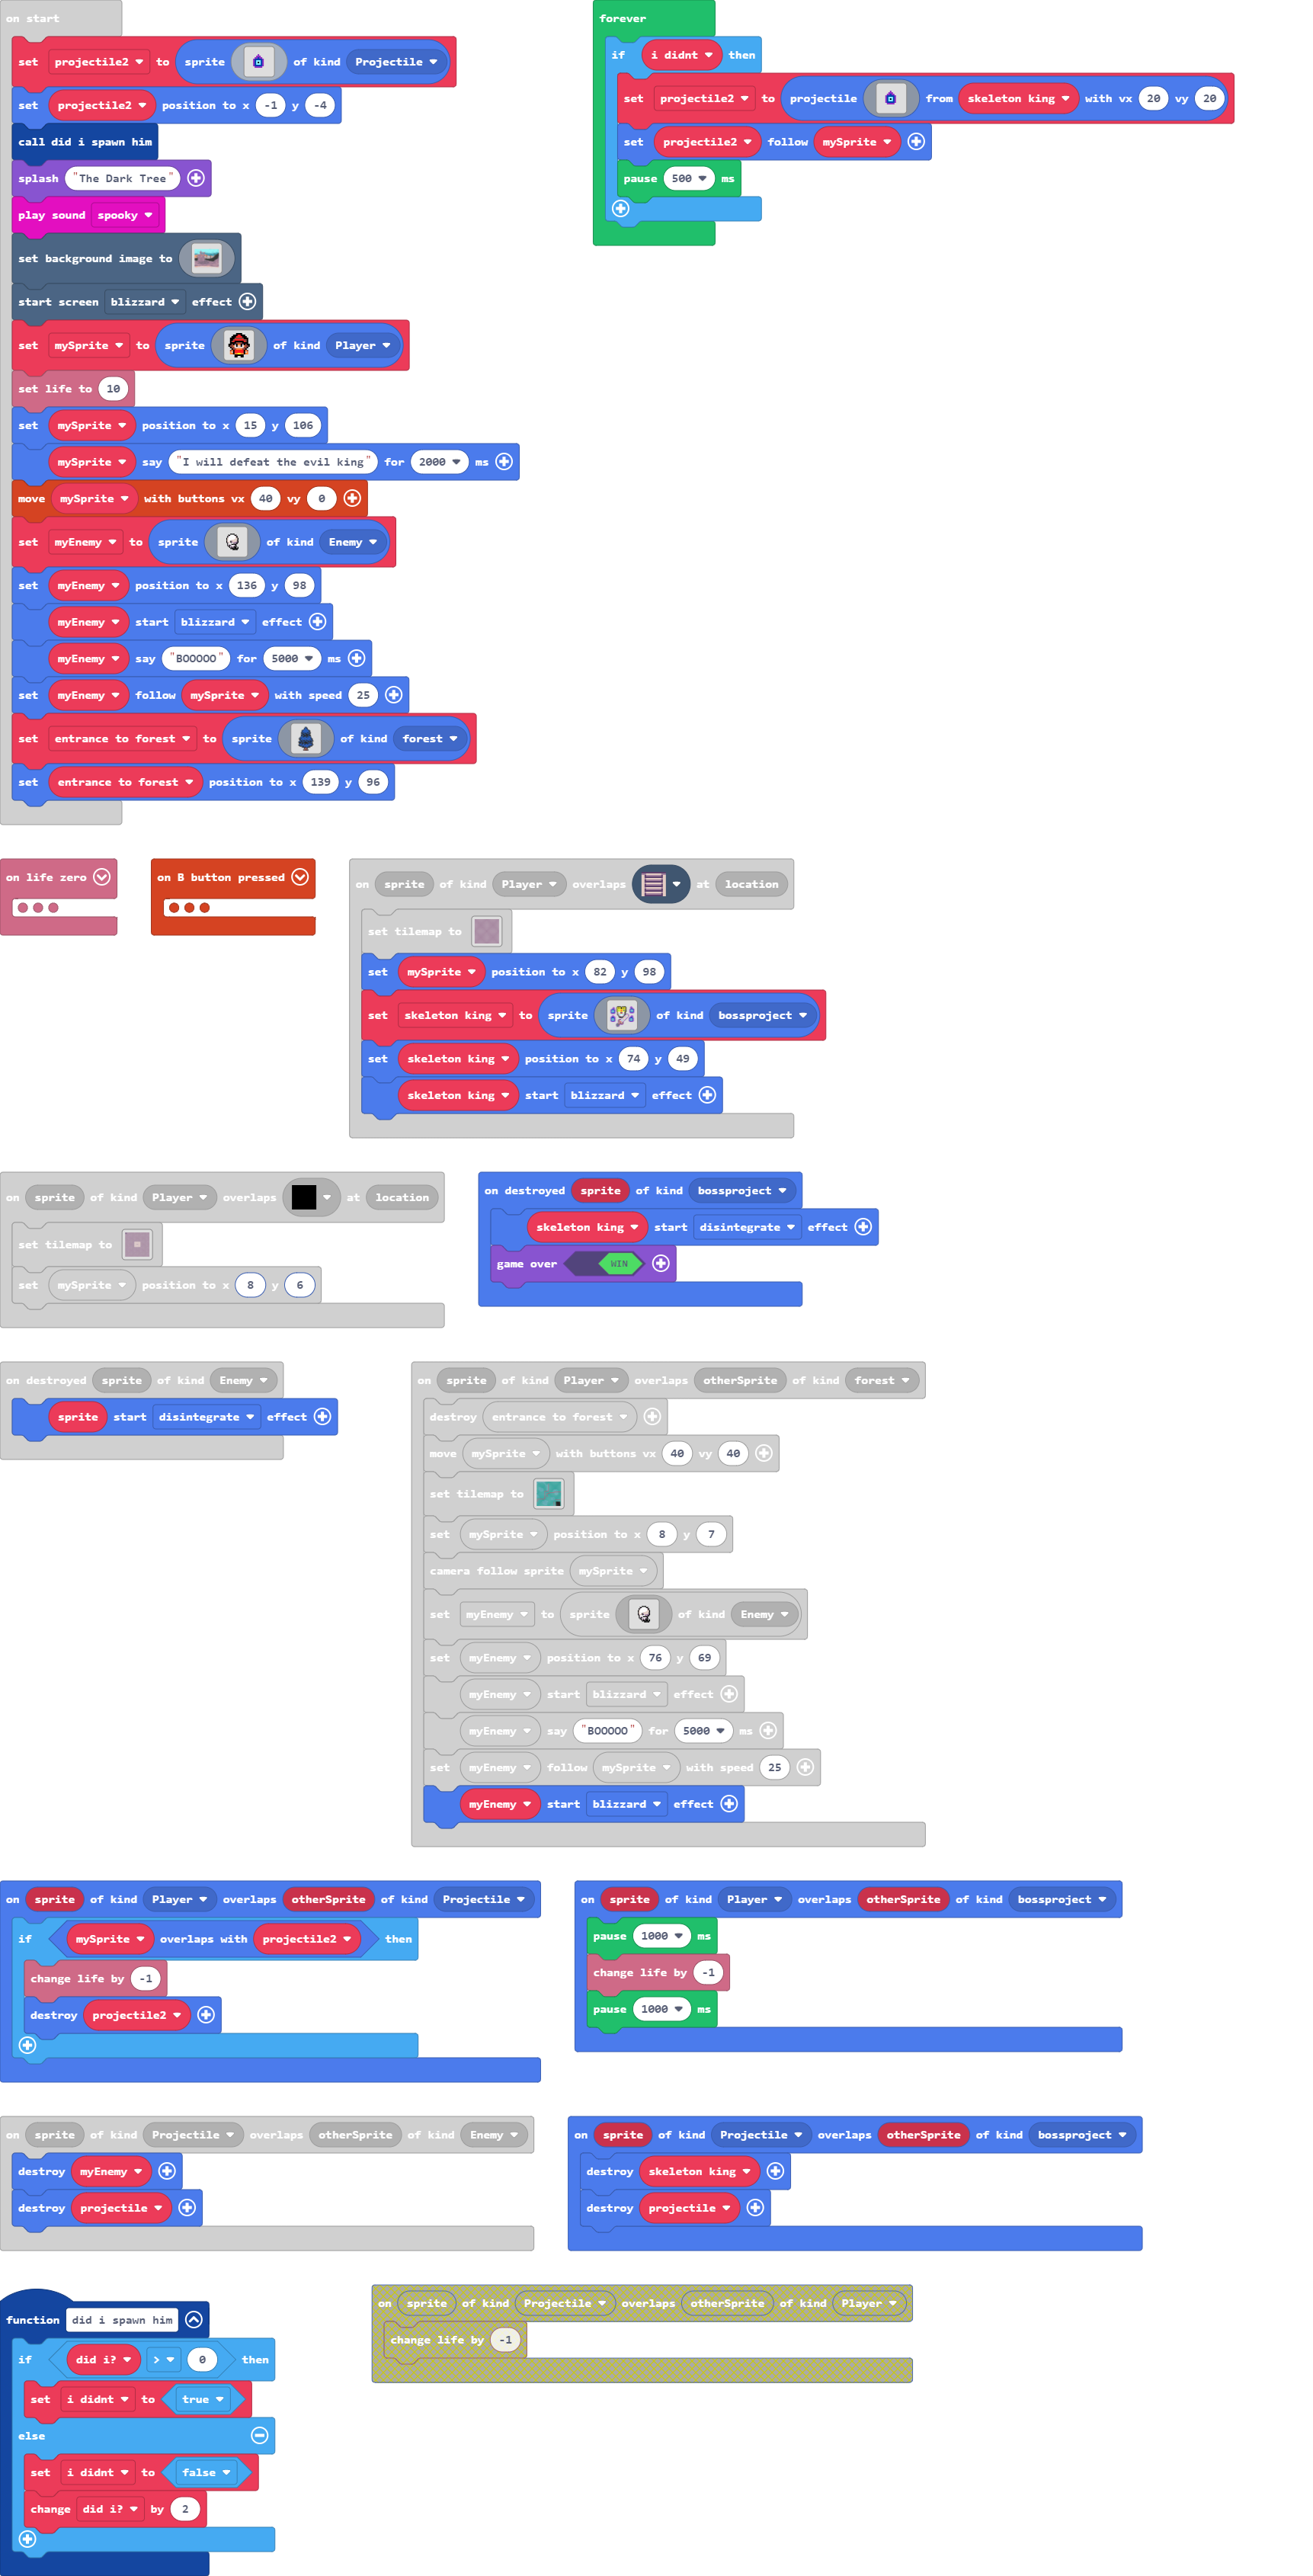 on start
set projectile2 to sprite of kind Projectile
set projectile2 position to x -1 y -4
call did i spawn him
splash "The Dark Tree"
play sound spooky
set background image to
start screen blizzard effect
set mySprite to sprite of kind Player
set life to 10
set mySprite position to x 15 y 106
mySprite say "I will defeat the evil king" for 2000 ms
move mySprite with buttons vx 40 vy 0
set myEnemy to sprite of kind Enemy
set myEnemy position to x 136 y 98
myEnemy start blizzard effect
myEnemy say "BOOOOO" for 5000 ms
set myEnemy follow mySprite with speed 25
set entrance to forest to sprite of kind forest
set entrance to forest position to x 139 y 96
forever
if i didnt then
set projectile2 to projectile from skeleton king with vx 20 vy 20
set projectile2 follow mySprite
pause 500 ms
on life zero
on B button pressed
on sprite of kind Player overlaps at location
set tilemap to
set mySprite position to x 82 y 98
set skeleton king to sprite of kind bossproject
set skeleton king position to x 74 y 49
skeleton king start blizzard effect
on sprite of kind Player overlaps at location
set tilemap to
set mySprite position to x 8 y 6
on destroyed sprite of kind bossproject
skeleton king start disintegrate effect
game over WIN
on destroyed sprite of kind Enemy
sprite start disintegrate effect
on sprite of kind Player overlaps otherSprite of kind forest
destroy entrance to forest
move mySprite with buttons vx 40 vy 40
set tilemap to
set mySprite position to x 8 y 7
camera follow sprite mySprite
set myEnemy to sprite of kind Enemy
set myEnemy position to x 76 y 69
myEnemy start blizzard effect
myEnemy say "BOOOOO" for 5000 ms
set myEnemy follow mySprite with speed 25
myEnemy start blizzard effect
on sprite of kind Player overlaps otherSprite of kind Projectile
if mySprite overlaps with projectile2 then
change life by -1
destroy projectile2
on sprite of kind Player overlaps otherSprite of kind bossproject
pause 1000 ms
change life by -1
pause 1000 ms
on sprite of kind Projectile overlaps otherSprite of kind Enemy
destroy myEnemy
destroy projectile
on sprite of kind Projectile overlaps otherSprite of kind bossproject
destroy skeleton king
destroy projectile
function did i spawn him
if did i? > 0 then
set i didnt to true
else
set i didnt to false
change did i? by 2
on sprite of kind Projectile overlaps otherSprite of kind Player
change life by -1